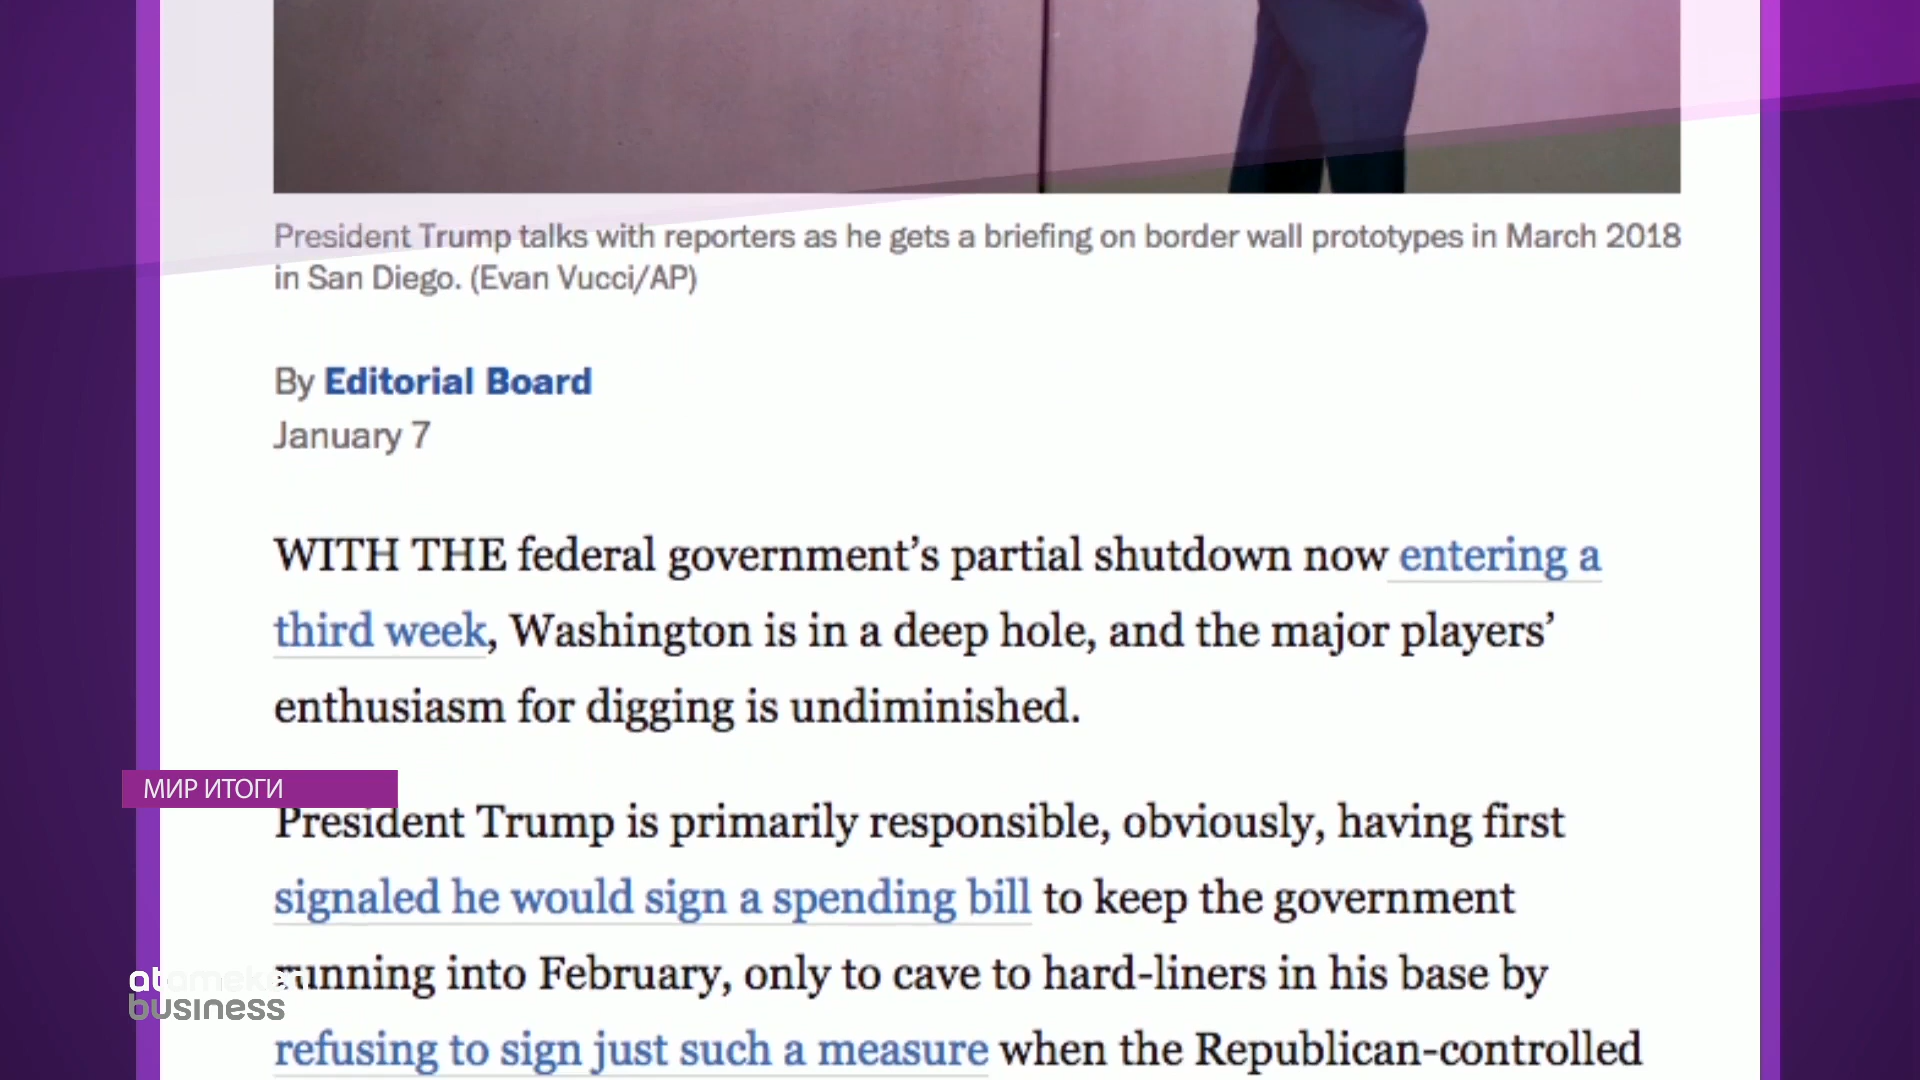 President Trump talks with reporters as he gets a briefing on border wall prototypes in March 2018
in San Diego. (Evan Vucci/AP)
By Editorial Board
January 7
WITH THE federal government’s partial shutdown now entering a
third week, Washington is in a deep hole, and the major players’
enthusiasm for digging is undiminished.
МИР ИТОГИ
President Trump is primarily responsible, obviously, having first
signaled he would sign a spending bill to keep the government
running into February, only to cave to hard-liners in his base by
atameken
business
refusing to sign just such a measure when the Republican-controlled